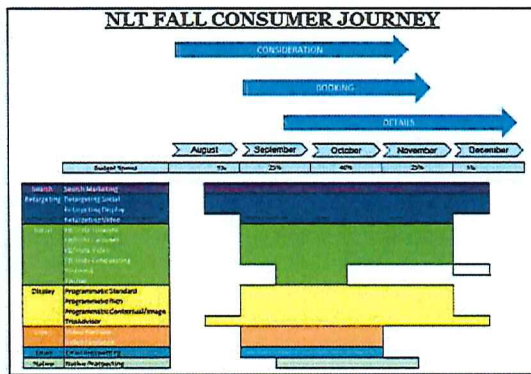 NLT FALL CONSUMER JOURNEY
CONSIDERATION
BOOKING
DETAILS
August September October November December
Budget Spend 5% 25% 40% 25% 5%
Search Search Marketing
Retargeting Retargeting Social
Retargeting Display
Retargeting Video
Social
Display Programmatic Standard
Programmatic Rich
Programmatic Contextual/Image
TripAdvisor
Email Email Prospecting
Native Native Prospecting